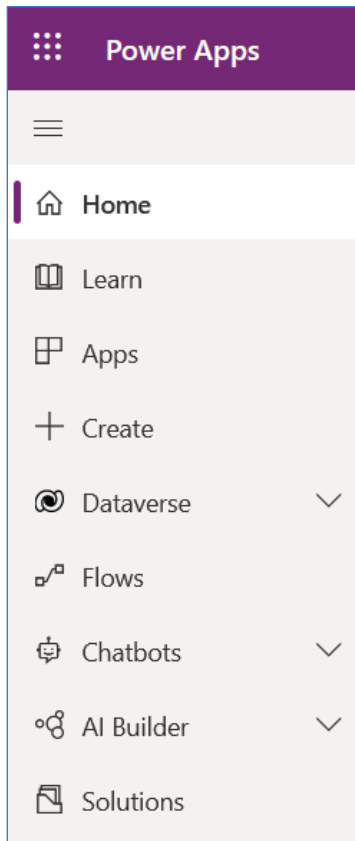 Power Apps
Home
Learn
Apps
Create
Dataverse
Flows
Chatbots
AI Builder
Solutions